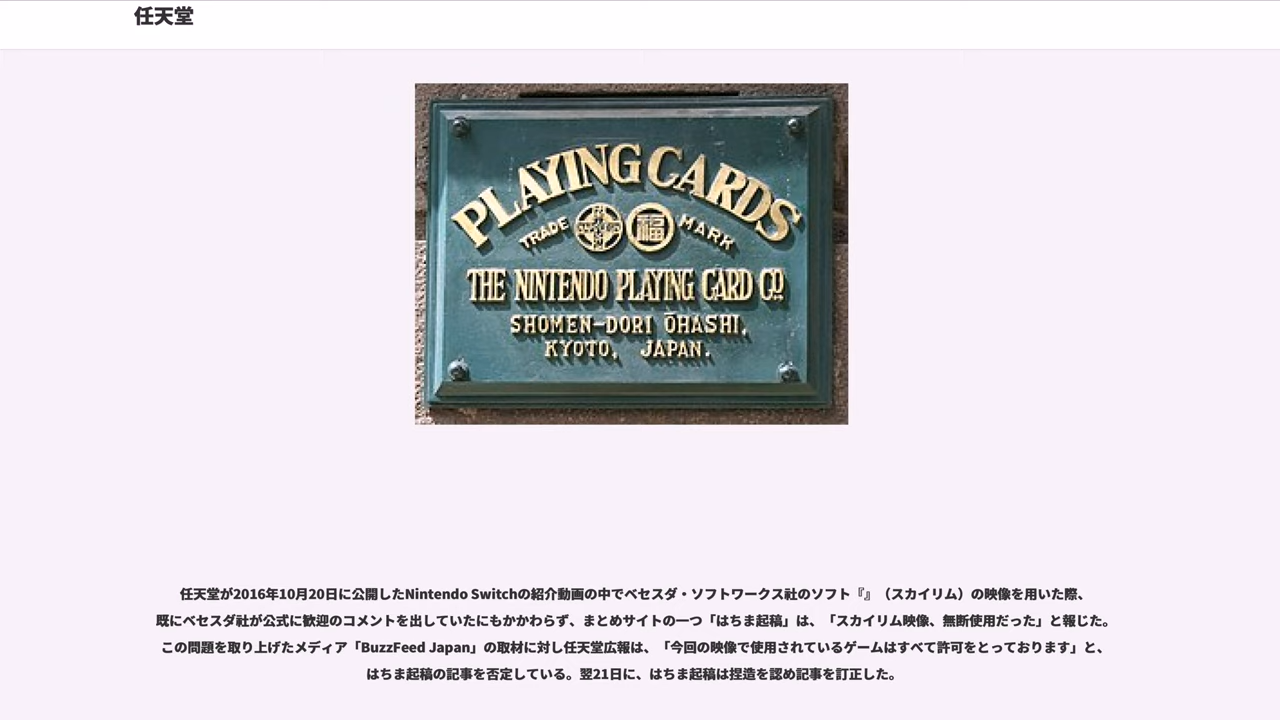 任天堂
PLAYING CARDS
TRADE 福 MARK
THE NINTENDO PLAYING CARD CO.
SHOMEN-DORI ŌHASHI,
KYOTO, JAPAN.
任天堂が2016年10月20日に公開したNintendo Switchの紹介動画の中でベセスダ・ソフトワークス社のソフト『』（スカイリム）の映像を用いた際、
既にベセスダ社が公式に歓迎のコメントを出していたにもかかわらず、まとめサイトの一つ「はちま起稿」は、「スカイリム映像、無断使用だった」と報じた。
この問題を取り上げたメディア「BuzzFeed Japan」の取材に対し任天堂広報は、「今回の映像で使用されているゲームはすべて許可をとっております」と、
はちま起稿の記事を否定している。翌21日に、はちま起稿は捏造を認め記事を訂正した。